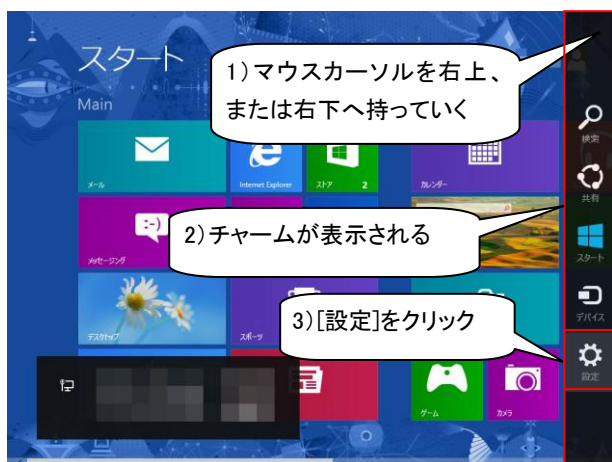 スタート
Main
1)マウスカーソルを右上、
または右下へ持っていく
検索
共有
スタート
デバイス
設定
メール
Internet Explorer
ストア
2
カレンダー
メッセージング
:-)
2)チャームが表示される
デスクトップ
スポーツ
3)[設定]をクリック
ゲーム
カメラ